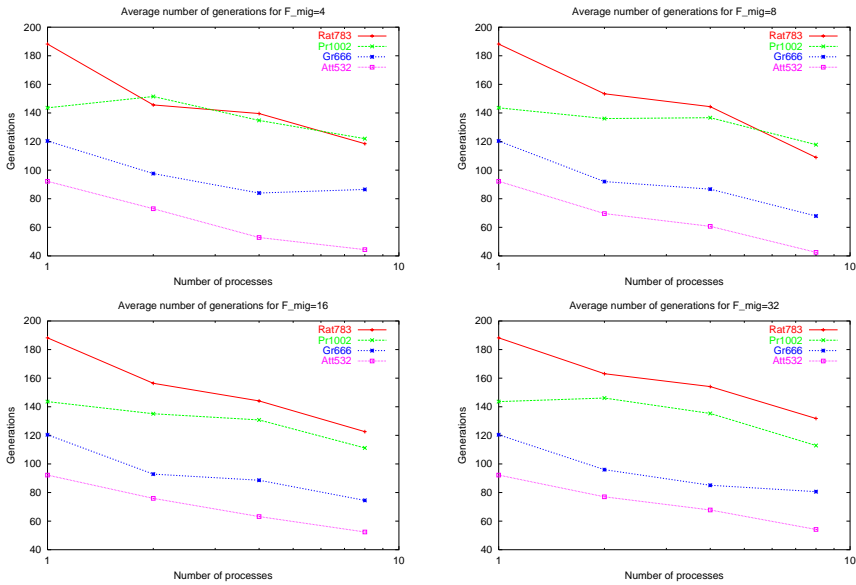 Average number of generations for F_mig=4
200
180
160
140
120
100
80
60
40
Generations
1
10
Number of processes
Rat783
Pr1002
Gr666
Att532
Average number of generations for F_mig=8
200
180
160
140
120
100
80
60
40
Generations
1
10
Number of processes
Rat783
Pr1002
Gr666
Att532
Average number of generations for F_mig=16
200
180
160
140
120
100
80
60
40
Generations
1
10
Number of processes
Rat783
Pr1002
Gr666
Att532
Average number of generations for F_mig=32
200
180
160
140
120
100
80
60
40
Generations
1
10
Number of processes
Rat783
Pr1002
Gr666
Att532